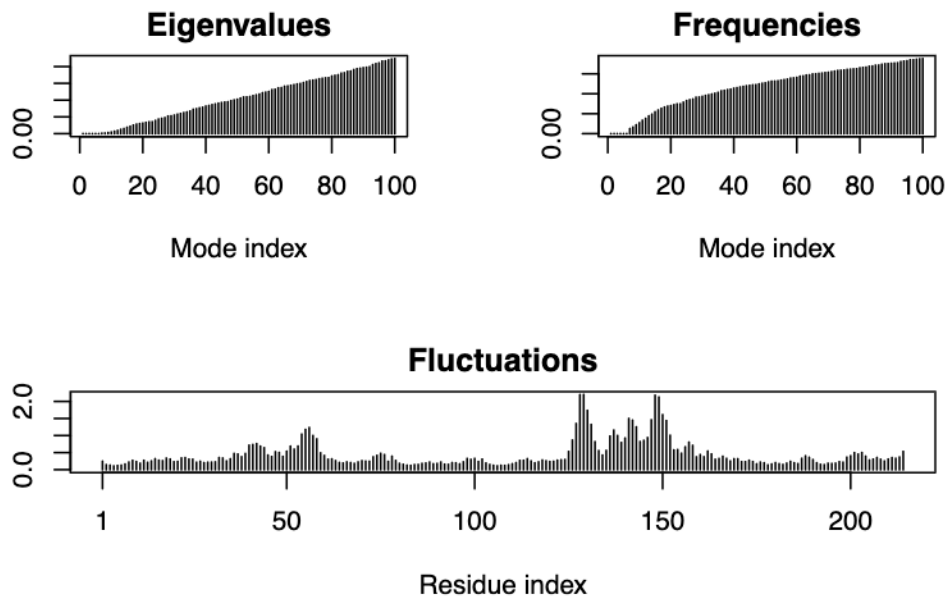 Eigenvalues
0.00
0 20 40 60 80 100
Mode index
Frequencies
0.00
0 20 40 60 80 100
Mode index
Fluctuations
0.0 2.0
1 50 100 150 200
Residue index